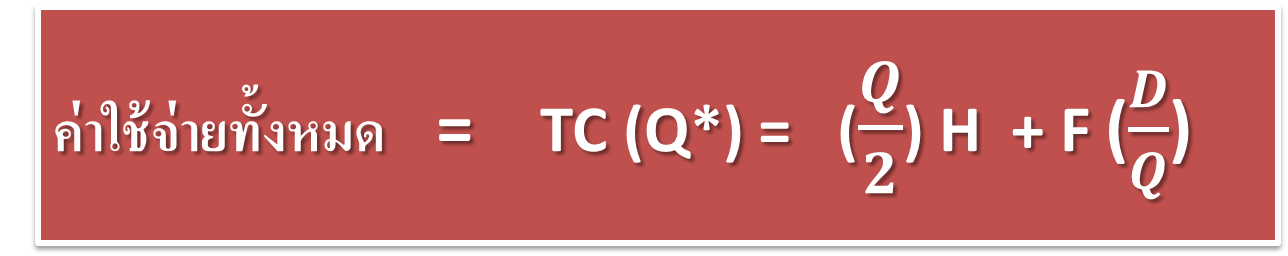 ค่าใช้จ่ายทั้งหมด = TC (Q*) = (Q/2) H + F (D/Q)